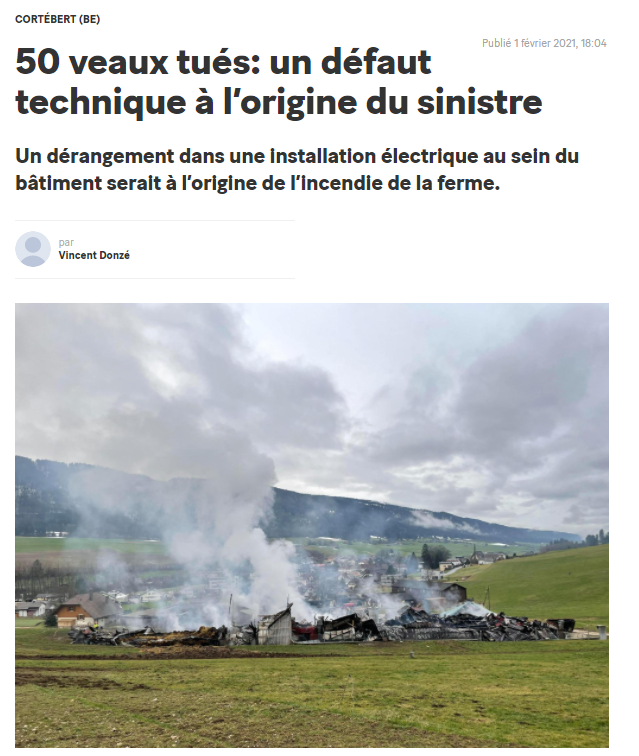 CORTÉBERT (BE)
Publié 1 février 2021, 18:04
50 veaux tués: un défaut
technique à l’origine du sinistre
Un dérangement dans une installation électrique au sein du
bâtiment serait à l’origine de l’incendie de la ferme.
par
Vincent Donzé